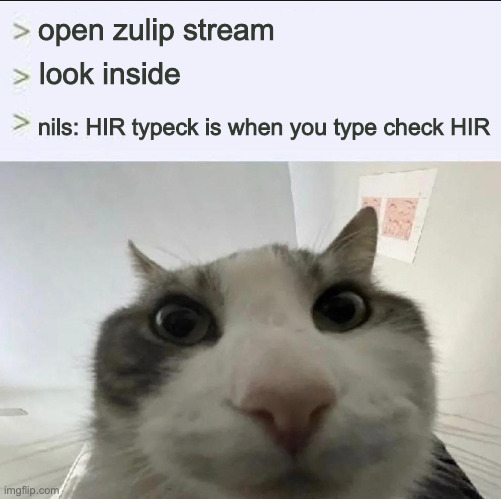 > open zulip stream
> look inside
> nils: HIR typeck is when you type check HIR
imgflip.com